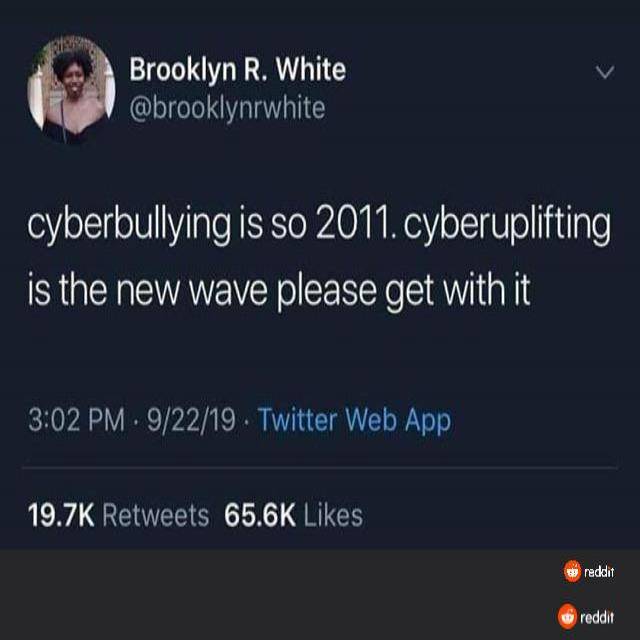 Brooklyn R. White
@brooklynrwhite
cyberbullying is so 2011. cyberuplifting
is the new wave please get with it
3:02 PM · 9/22/19 · Twitter Web App
19.7K Retweets 65.6K Likes
reddit
reddit